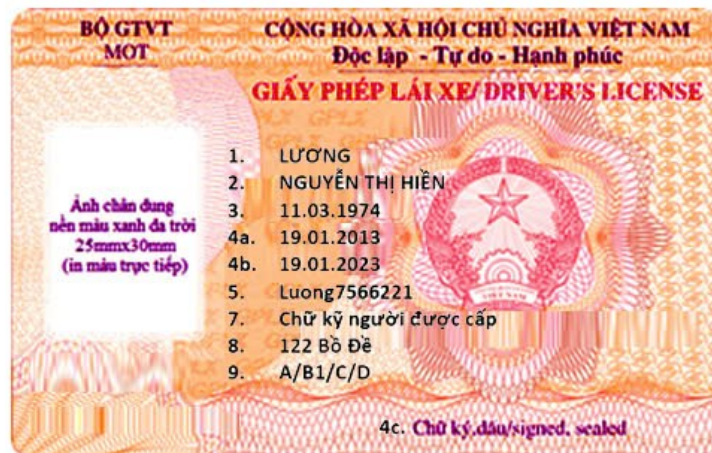 BỘ GTVT
MOT
CỘNG HÒA XÃ HỘI CHỦ NGHĨA VIỆT NAM
Độc lập - Tự do - Hạnh phúc
GIẤY PHÉP LÁI XE/ DRIVER'S LICENSE
Ảnh chân dung
nền màu xanh da trời
25mmx30mm
(in màu trực tiếp)
1. LƯƠNG
2. NGUYỄN THỊ HIỀN
3. 11.03.1974
4a. 19.01.2013
4b. 19.01.2023
5. Luong7566221
7. Chữ kỹ người được cấp
8. 122 Bồ Đề
9. A/B1/C/D
VIỆT NAM
4c. Chữ ký,dấu/signed, sealed